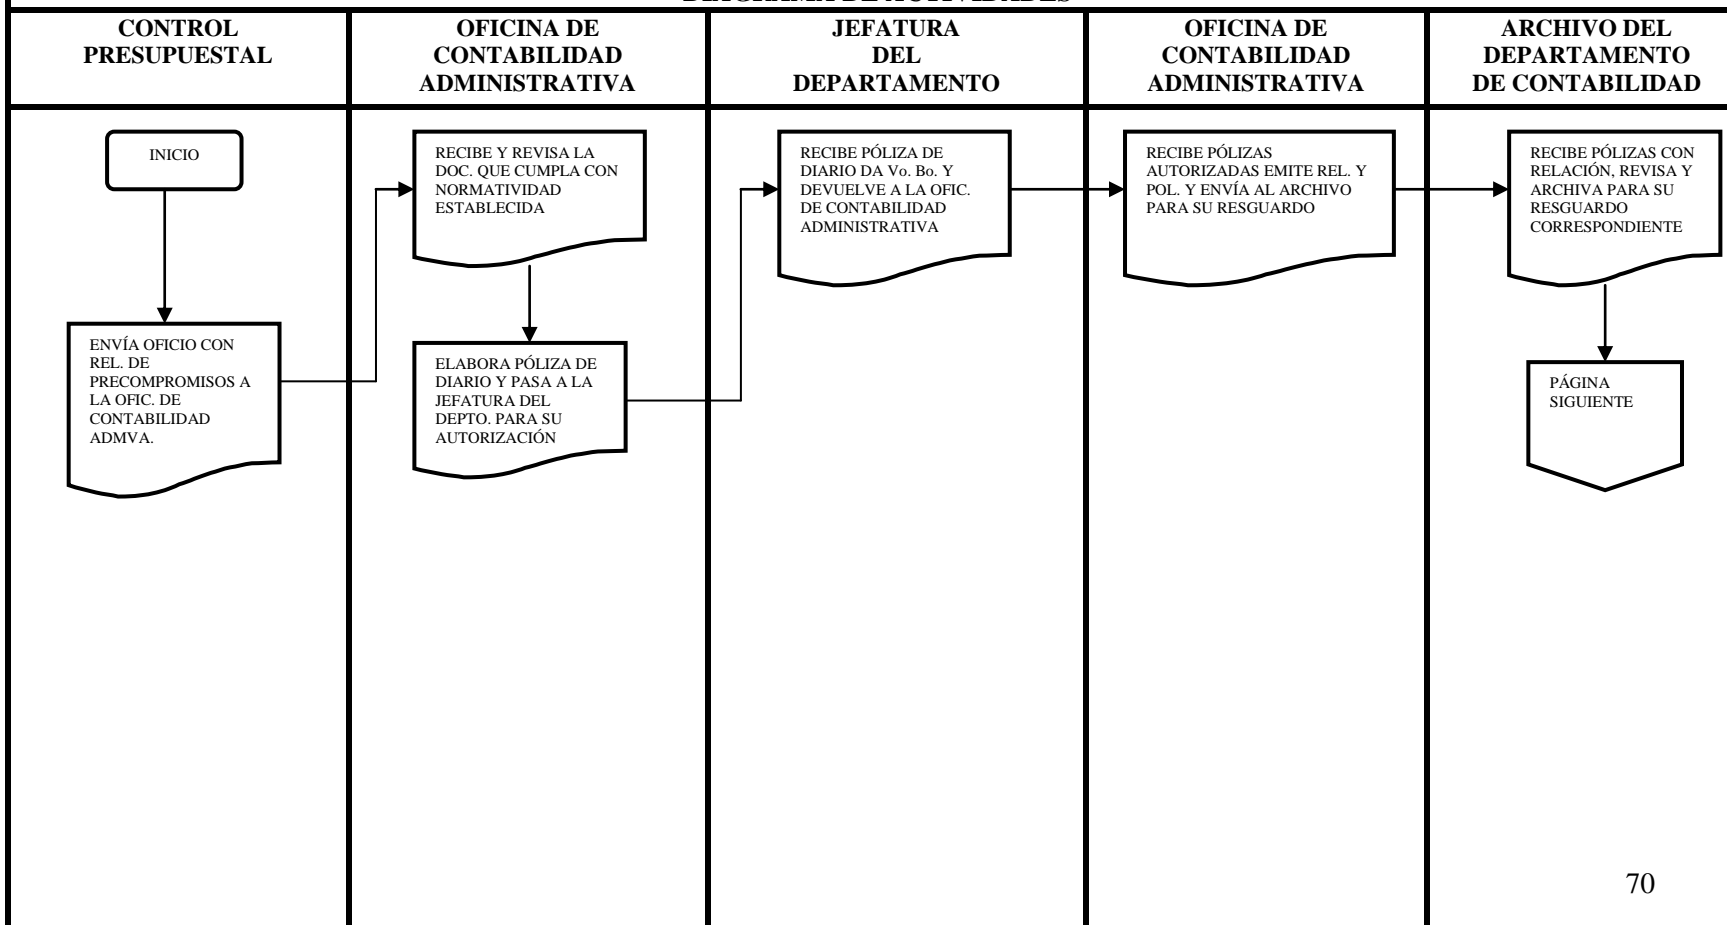 DIAGRAMA DE ACTIVIDADES
CONTROL
PRESUPUESTAL
OFICINA DE
CONTABILIDAD
ADMINISTRATIVA
JEFATURA
DEL
DEPARTAMENTO
OFICINA DE
CONTABILIDAD
ADMINISTRATIVA
ARCHIVO DEL
DEPARTAMENTO
DE CONTABILIDAD
INICIO
ENVÍA OFICIO CON
REL. DE
PRECOMPROMISOS A
LA OFIC. DE
CONTABILIDAD
ADMVA.
RECIBE Y REVISA LA
DOC. QUE CUMPLA CON
NORMATIVIDAD
ESTABLECIDA
ELABORA PÓLIZA DE
DIARIO Y PASA A LA
JEFATURA DEL
DEPTO. PARA SU
AUTORIZACIÓN
RECIBE PÓLIZA DE
DIARIO DA Vo. Bo. Y
DEVUELVE A LA OFIC.
DE CONTABILIDAD
ADMINISTRATIVA
RECIBE PÓLIZAS
AUTORIZADAS EMITE REL. Y
POL. Y ENVÍA AL ARCHIVO
PARA SU RESGUARDO
RECIBE PÓLIZAS CON
RELACIÓN, REVISA Y
ARCHIVA PARA SU
RESGUARDO
CORRESPONDIENTE
PÁGINA
SIGUIENTE
70